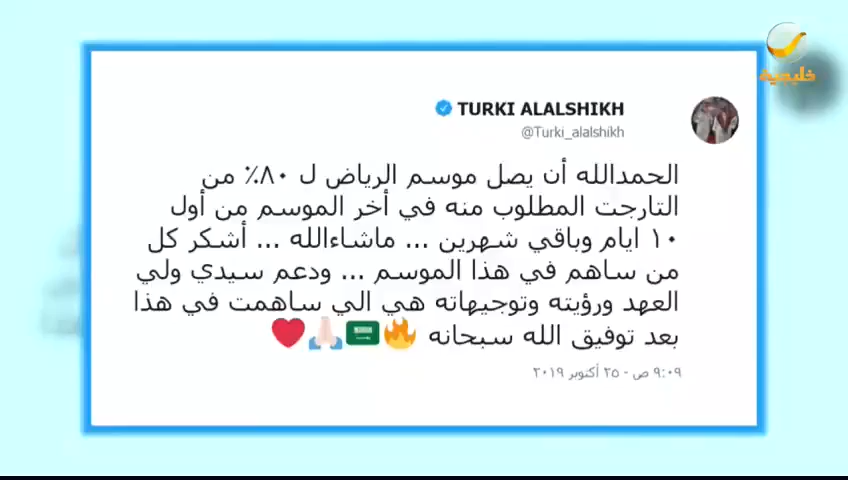 خليجية
TURKI ALALSHIKH
@Turki_alalshikh
الحمدالله أن يصل موسم الرياض ل ٨٠٪ من
التارجت المطلوب منه في أخر الموسم من أول
١٠ ايام وباقي شهرين ... ماشاءالله ... أشكر كل
من ساهم في هذا الموسم ... ودعم سيدي ولي
العهد ورؤيته وتوجيهاته هي الي ساهمت في هذا
بعد توفيق الله سبحانه 🔥🇸🇦🙏🏻❤️
٩:٠٩ ص - ٢٥ أكتوبر ٢٠١٩